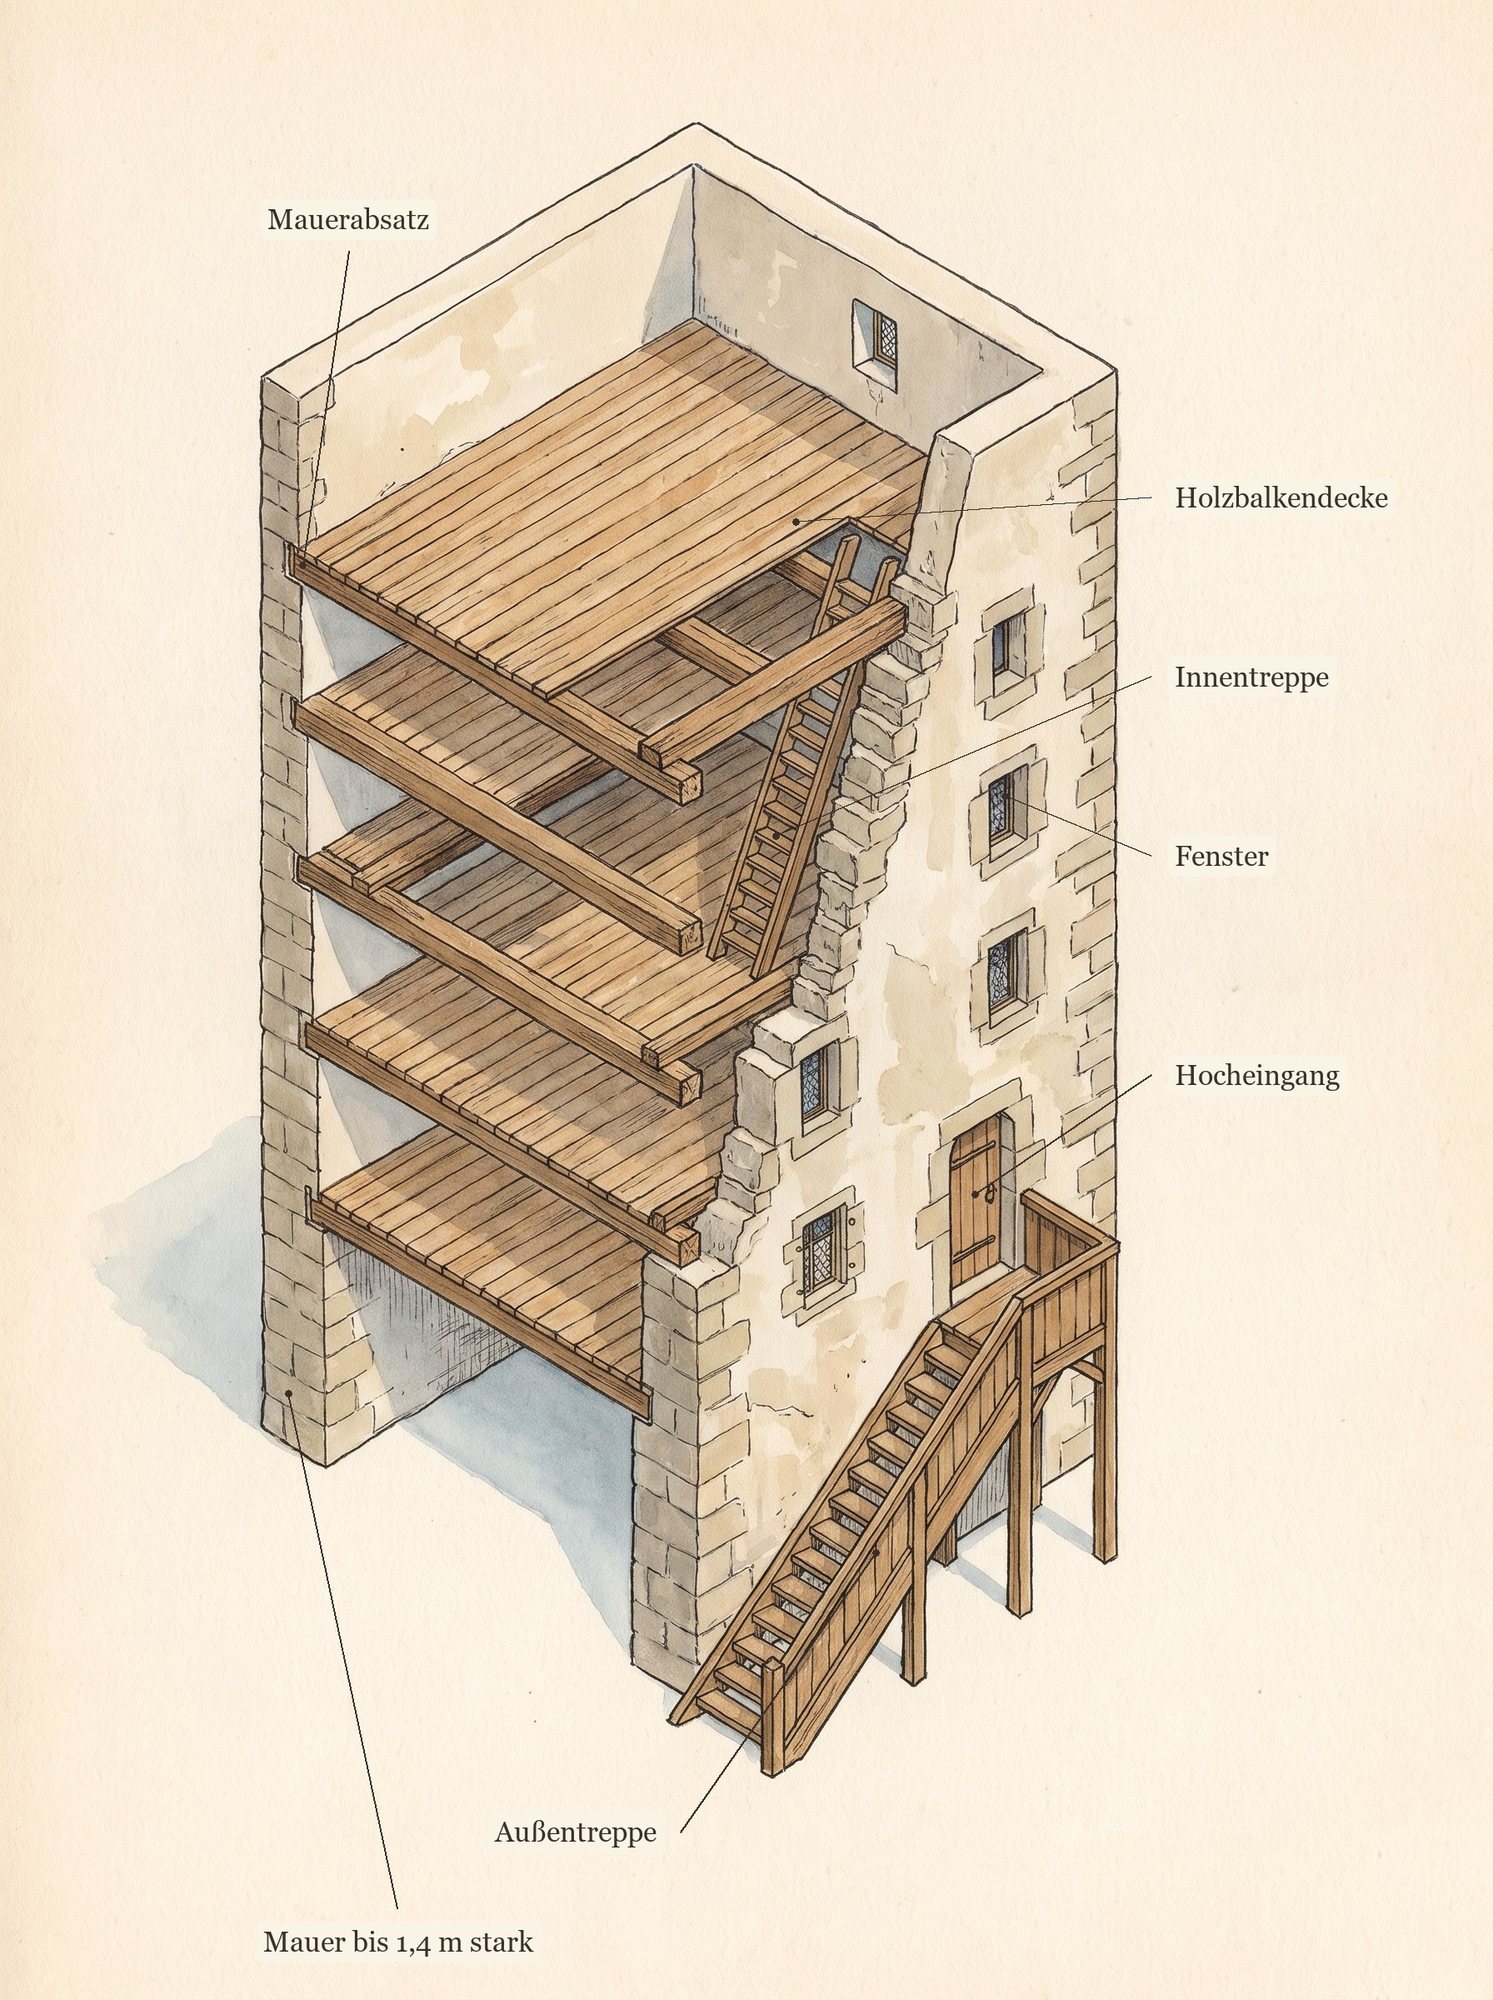 Mauerabsatz
Holzbalkendecke
Innentreppe
Fenster
Hocheingang
Außentreppe
Mauer bis 1,4 m stark